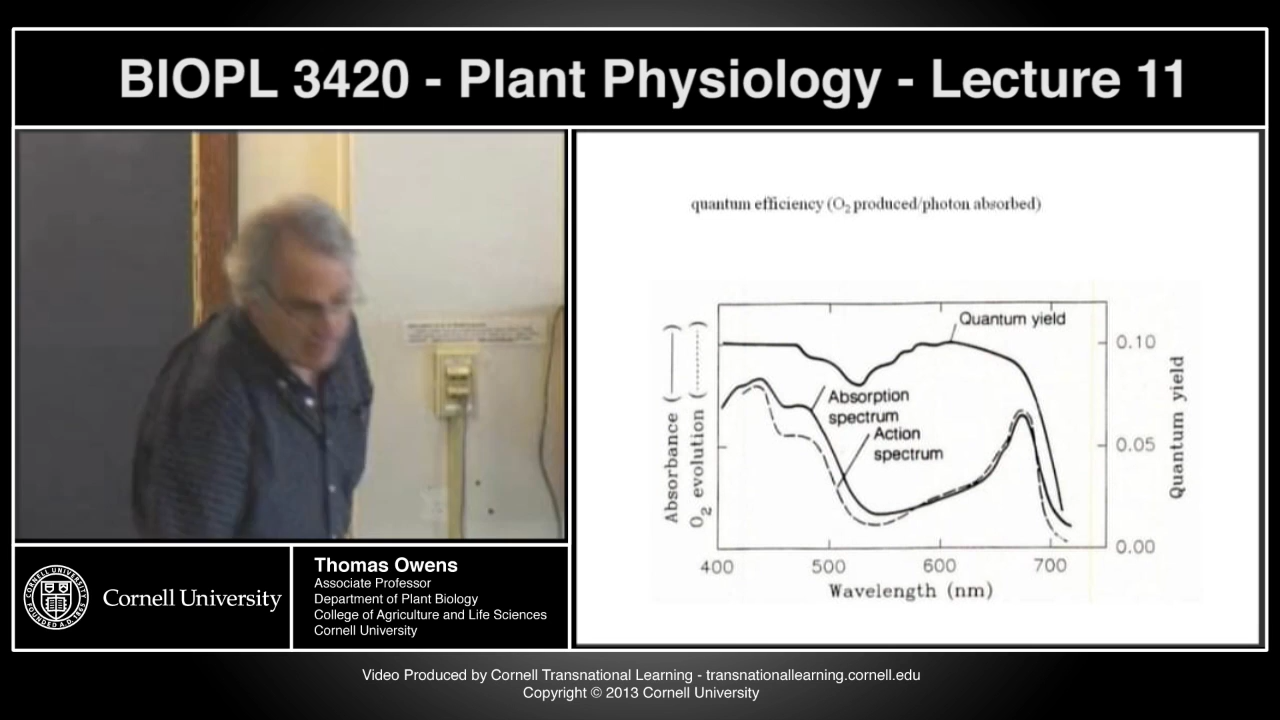 BIOPL 3420 - Plant Physiology - Lecture 11
quantum efficiency (O₂ produced/photon absorbed)
Quantum yield
Absorption
spectrum
Action
spectrum
Absorbance (——)
O₂ evolution (-----)
0.10
0.05
0.00
Quantum yield
400 500 600 700
Wavelength (nm)
Cornell University
Thomas Owens
Associate Professor
Department of Plant Biology
College of Agriculture and Life Sciences
Cornell University
Video Produced by Cornell Transnational Learning - transnationallearning.cornell.edu
Copyright © 2013 Cornell University